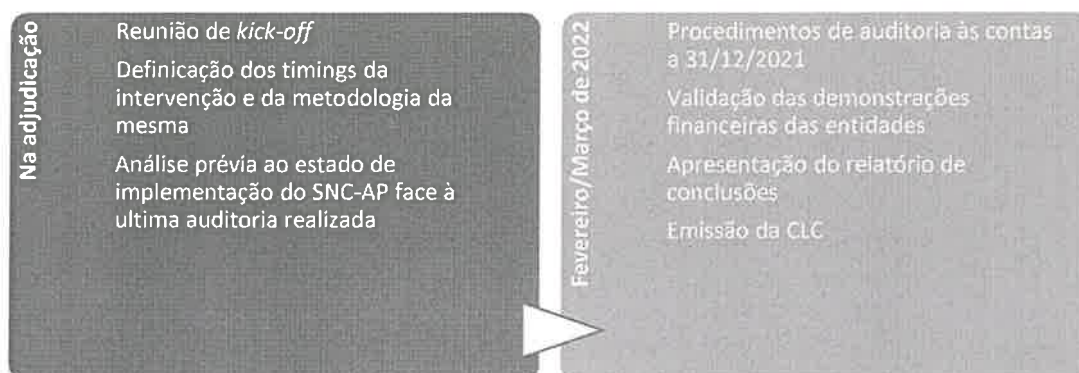 Na adjudicação
Reunião de kick-off
Definicação dos timings da
intervenção e da metodologia da
mesma
Análise prévia ao estado de
implementação do SNC-AP face à
ultima auditoria realizada
Fevereiro/Março de 2022
Procedimentos de auditoria às contas
a 31/12/2021
Validação das demonstrações
financeiras das entidades
Apresentação do relatório de
conclusões
Emissão da CLC